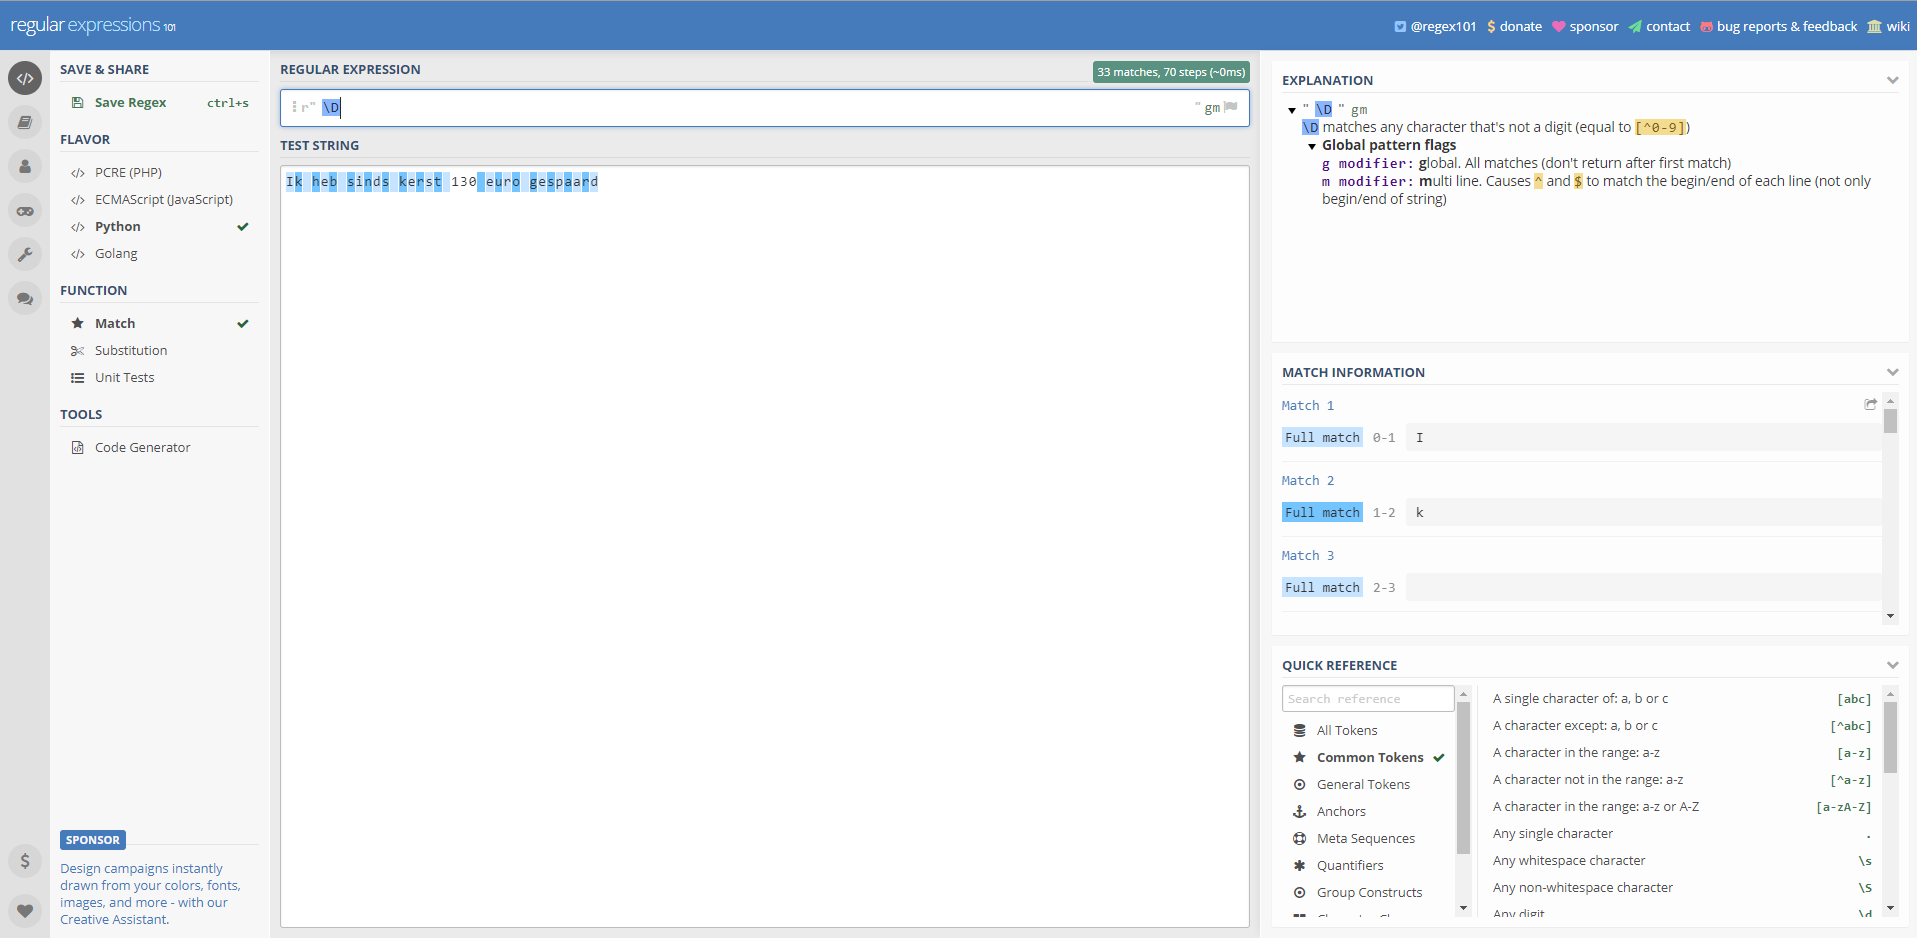 regular expressions 101
@regex101 $ donate sponsor contact bug reports & feedback wiki
SAVE & SHARE
Save Regex ctrl+s
FLAVOR
</> PCRE (PHP)
</> ECMAScript (JavaScript)
</> Python
</> Golang
FUNCTION
Match
Substitution
Unit Tests
TOOLS
Code Generator
SPONSOR
Design campaigns instantly
drawn from your colors, fonts,
images, and more - with our
Creative Assistant.
REGULAR EXPRESSION
33 matches, 70 steps (~0ms)
r" \D " gm
TEST STRING
Ik heb sinds kerst 130 euro gespaard
EXPLANATION
" \D " gm
\D matches any character that's not a digit (equal to [^0-9])
Global pattern flags
g modifier: global. All matches (don't return after first match)
m modifier: multi line. Causes ^ and $ to match the begin/end of each line (not only
begin/end of string)
MATCH INFORMATION
Match 1
Full match 0-1 I
Match 2
Full match 1-2 k
Match 3
Full match 2-3
QUICK REFERENCE
Search reference
All Tokens
Common Tokens
General Tokens
Anchors
Meta Sequences
Quantifiers
Group Constructs
A single character of: a, b or c [abc]
A character except: a, b or c [^abc]
A character in the range: a-z [a-z]
A character not in the range: a-z [^a-z]
A character in the range: a-z or A-Z [a-zA-Z]
Any single character .
Any whitespace character \s
Any non-whitespace character \S
Any digit \d